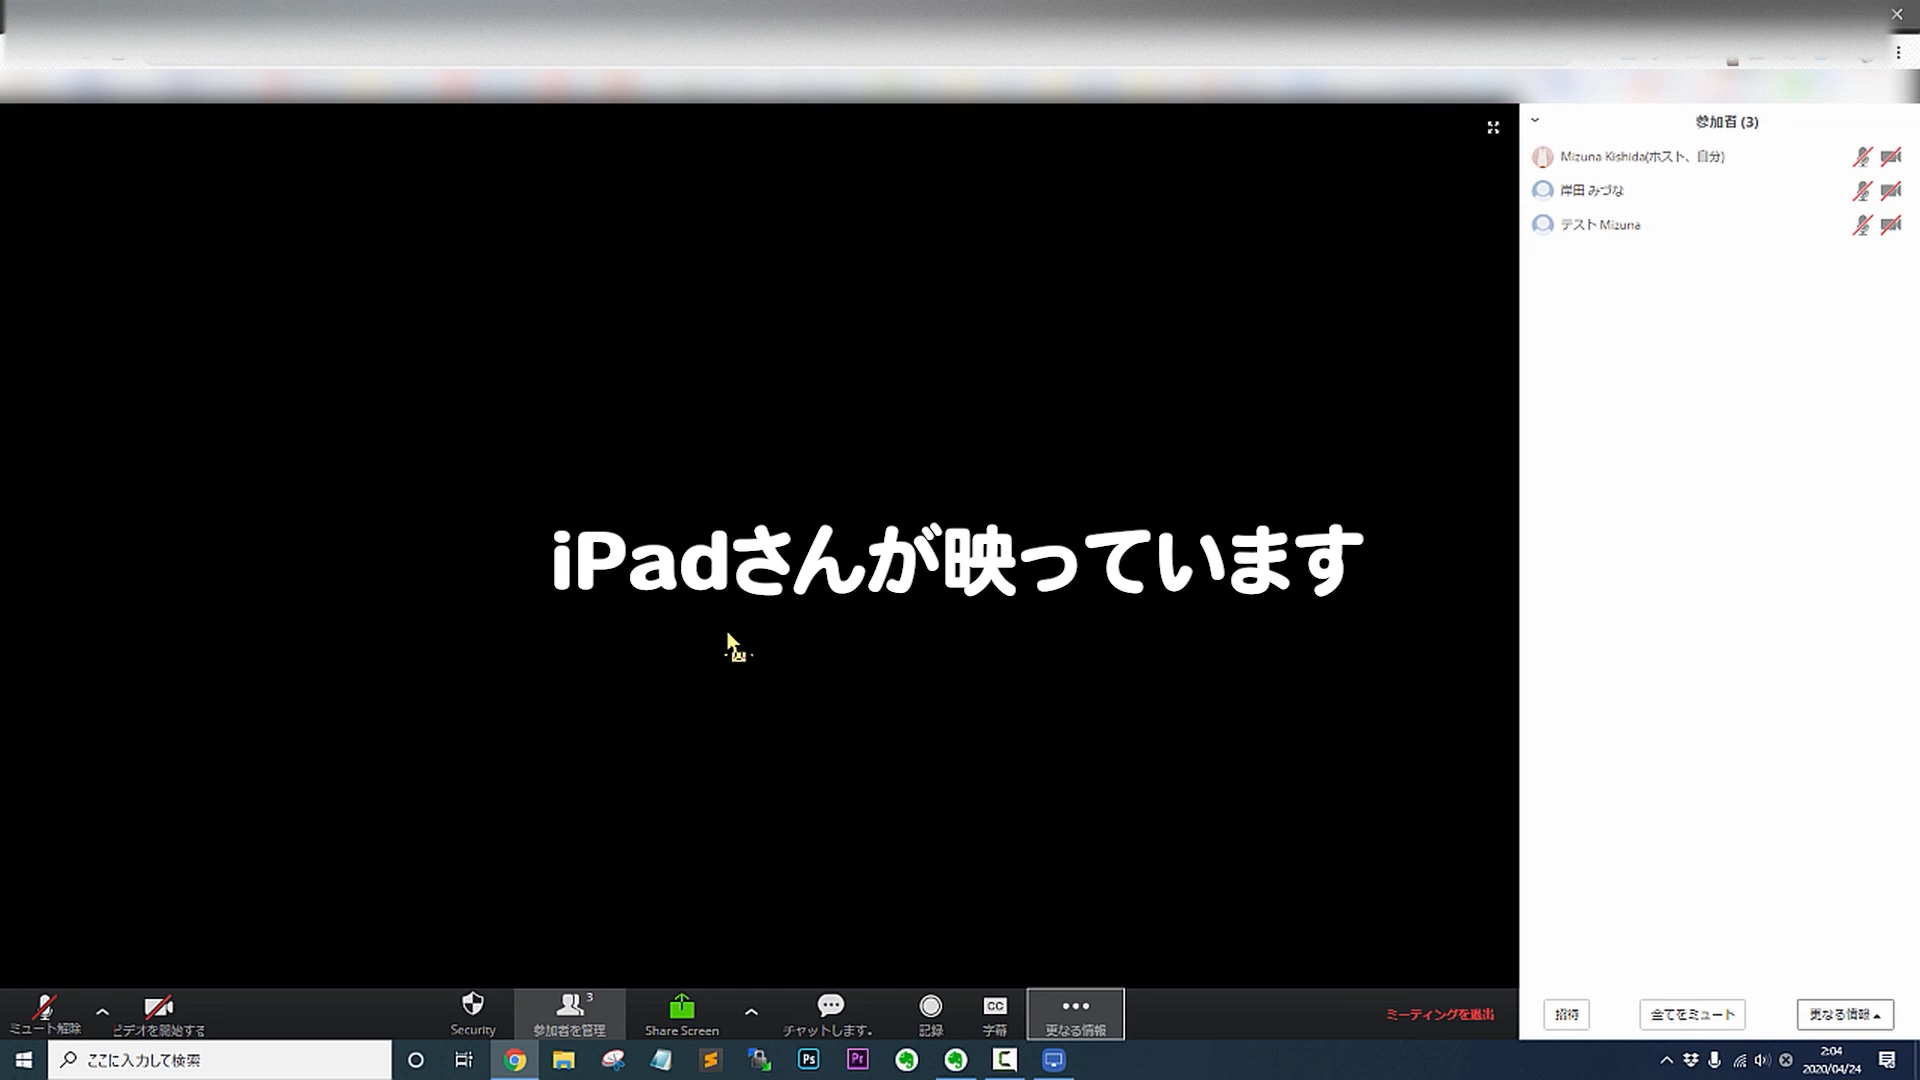 参加者 (3)
Mizuna Kishida(ホスト、自分)
岸田 みづな
テスト Mizuna
iPadさんが映っています
ミュート解除
ビデオを開始する
Security
3
参加者を管理
Share Screen
チャットします。
記録
CC
字幕
更なる情報
ミーティングを退出
招待
全てをミュート
更なる情報
ここに入力して検索
Ps
Pr
2:04
2020/04/24